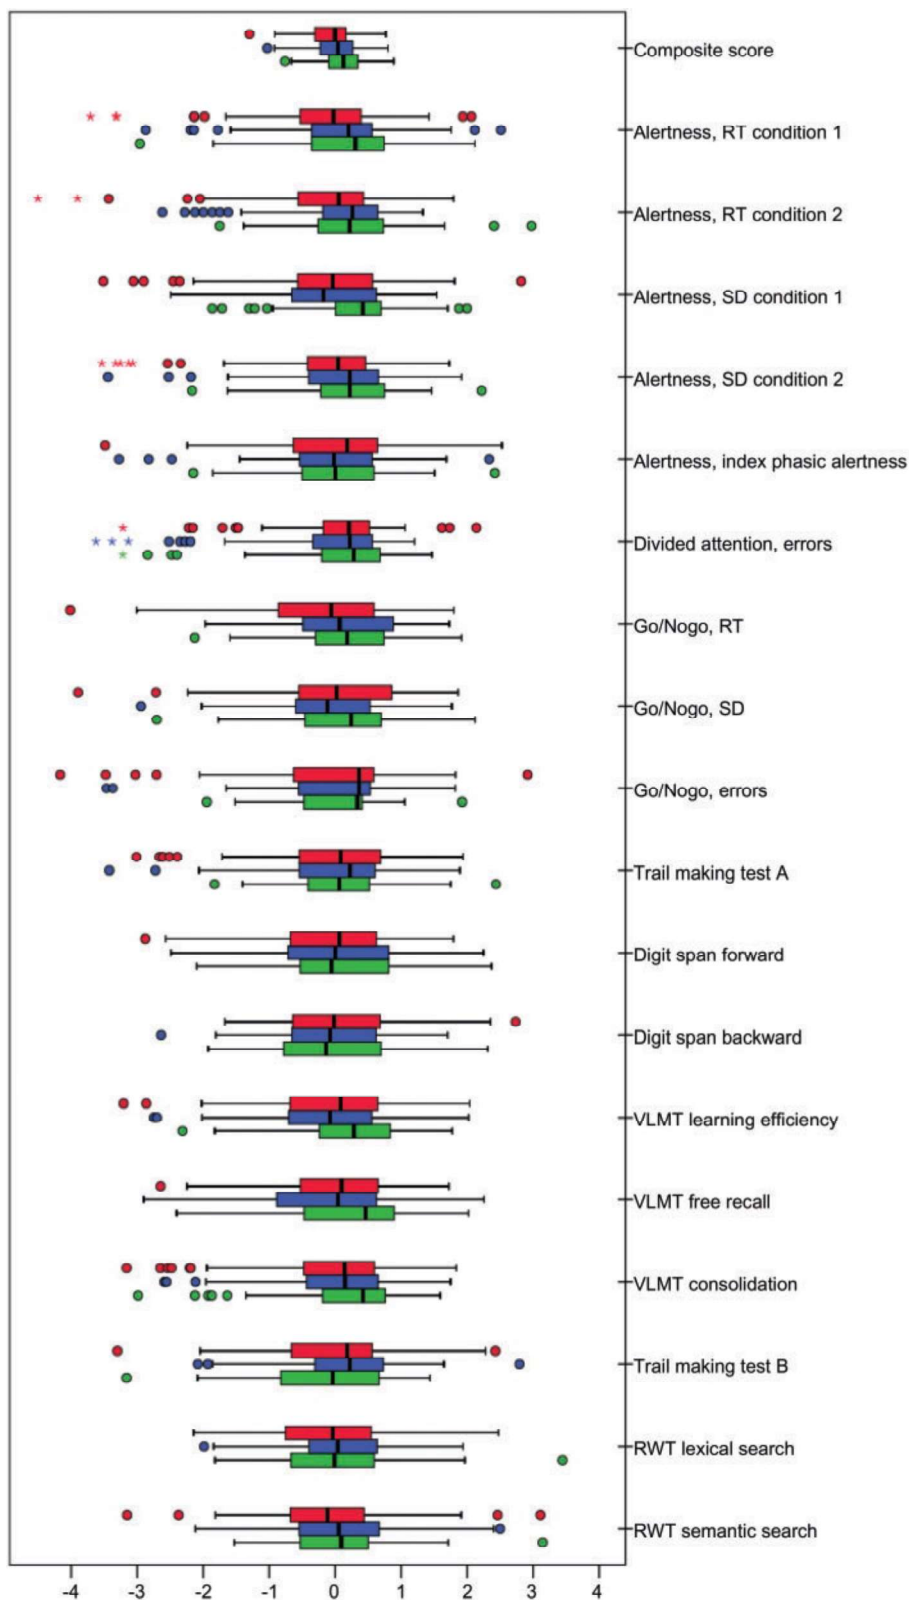 Composite score
Alertness, RT condition 1
Alertness, RT condition 2
Alertness, SD condition 1
Alertness, SD condition 2
Alertness, index phasic alertness
Divided attention, errors
Go/Nogo, RT
Go/Nogo, SD
Go/Nogo, errors
Trail making test A
Digit span forward
Digit span backward
VLMT learning efficiency
VLMT free recall
VLMT consolidation
Trail making test B
RWT lexical search
RWT semantic search
-4 -3 -2 -1 0 1 2 3 4